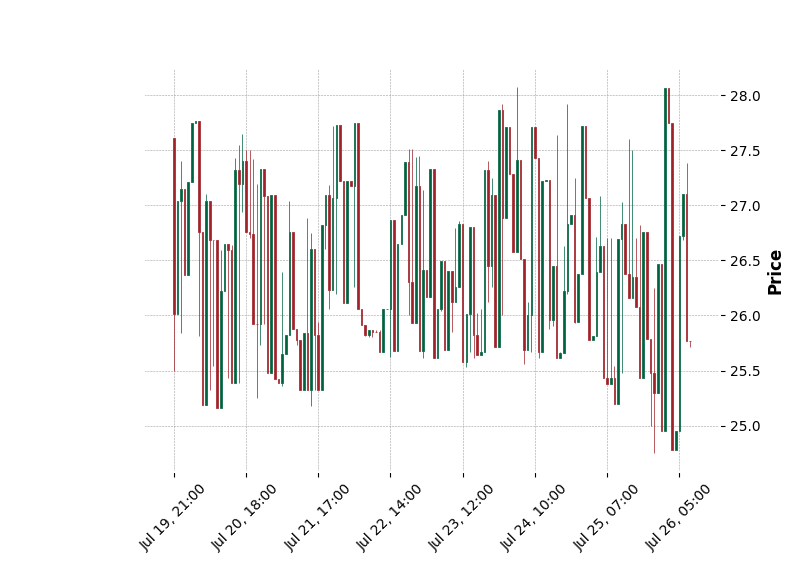 28.0
27.5
27.0
26.5
26.0
25.5
25.0
Price
Jul 19, 21:00
Jul 20, 18:00
Jul 21, 17:00
Jul 22, 14:00
Jul 23, 12:00
Jul 24, 10:00
Jul 25, 07:00
Jul 26, 05:00